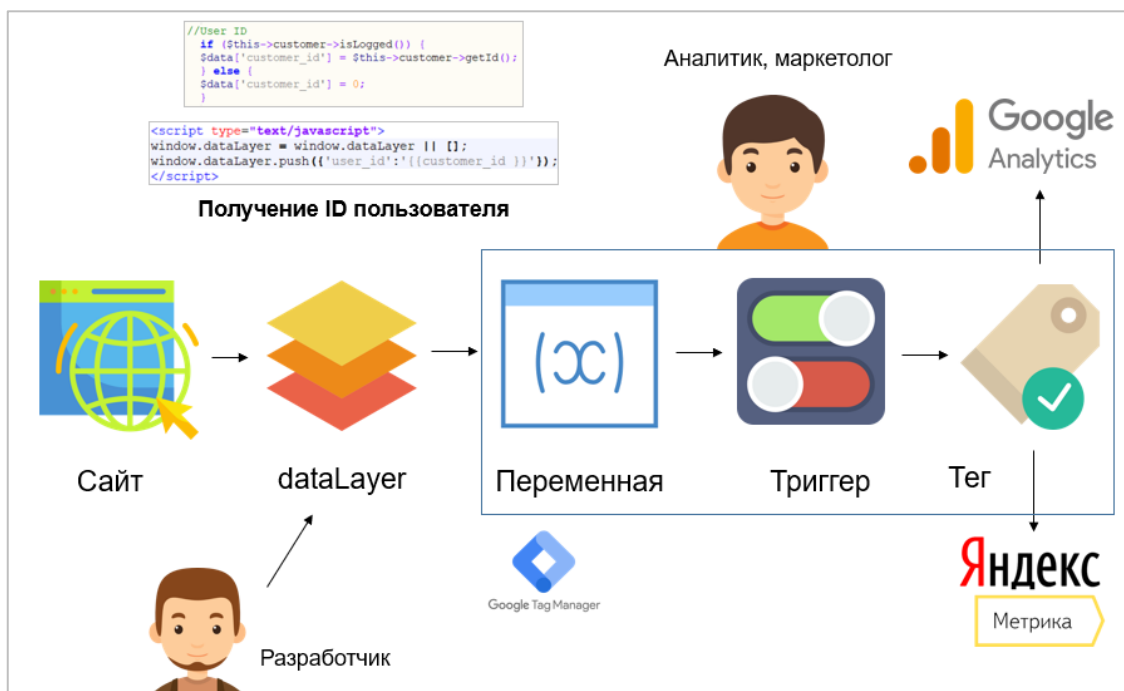 //User ID
if ($this->customer->isLogged()) {
$data['customer_id'] = $this->customer->getId();
} else {
$data['customer_id'] = 0;
}
<script type="text/javascript">
window.dataLayer = window.dataLayer || [];
window.dataLayer.push({'user_id':'{{customer_id }}'});
</script>
Получение ID пользователя
Аналитик, маркетолог
Google
Analytics
Сайт
dataLayer
Переменная
Триггер
Тег
Google Tag Manager
Разработчик
Яндекс
Метрика